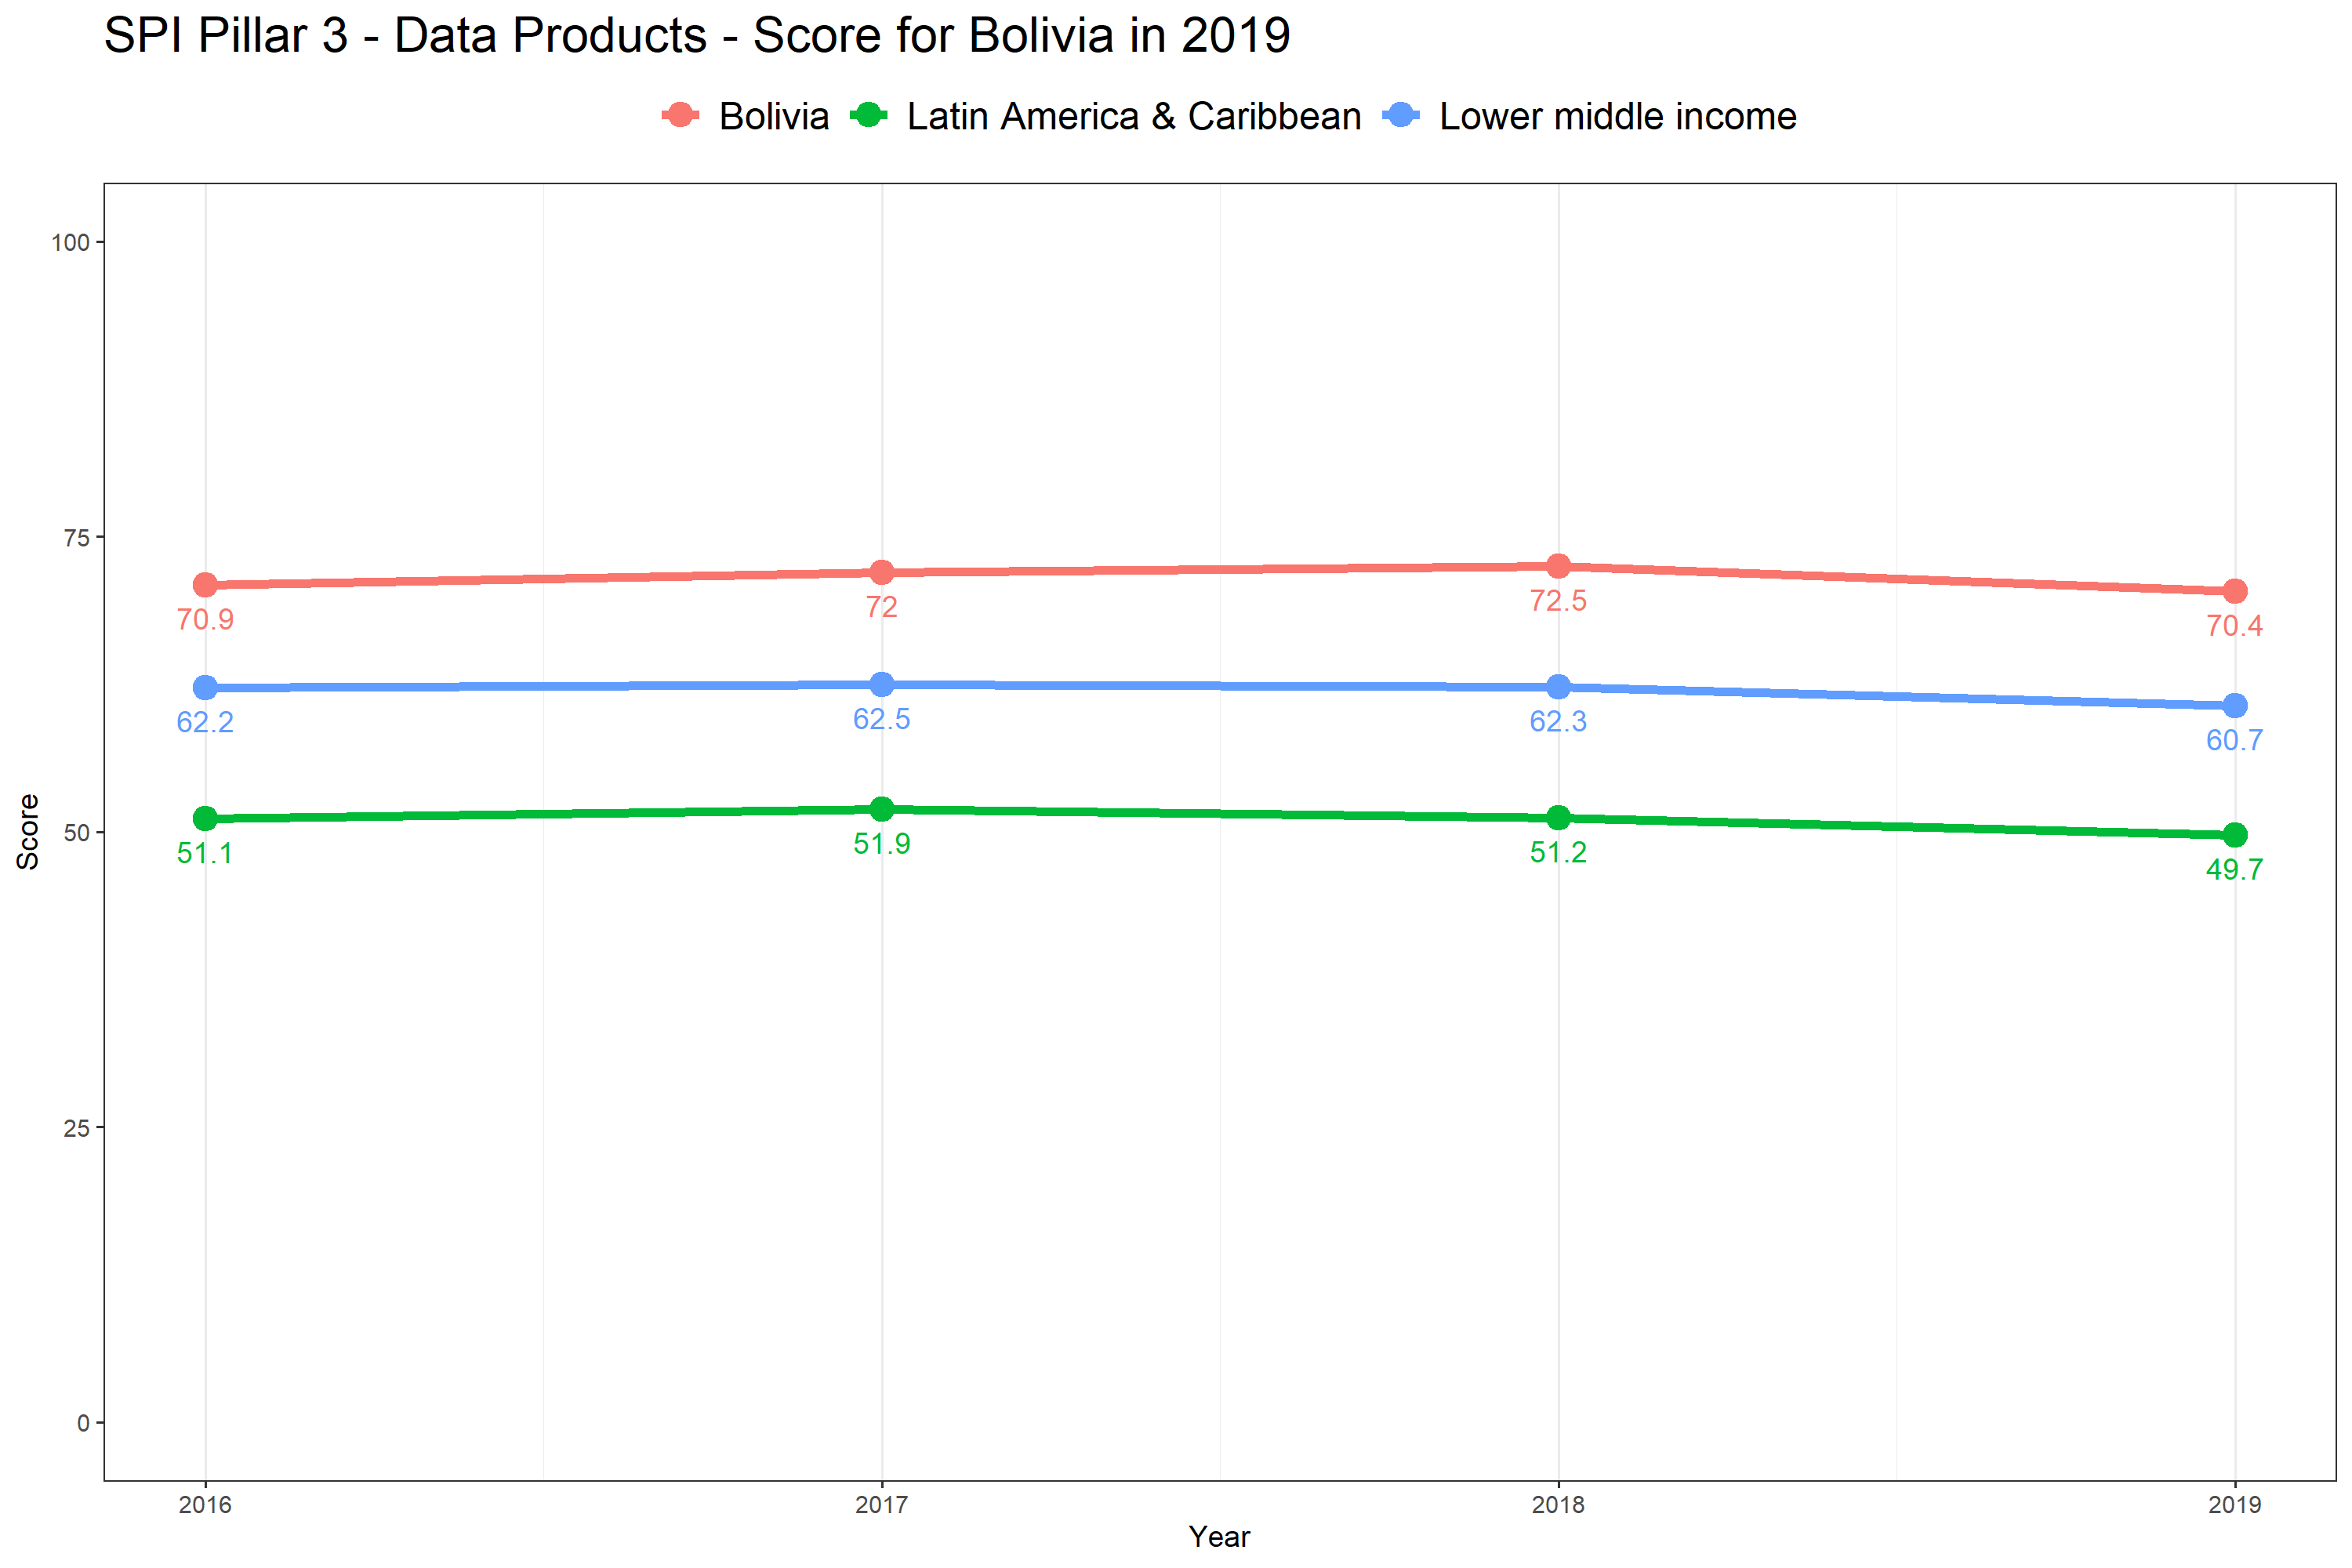 SPI Pillar 3 - Data Products - Score for Bolivia in 2019
Bolivia Latin America & Caribbean Lower middle income
100
75
50
25
0
Score
70.9 72 72.5 70.4
62.2 62.5 62.3 60.7
51.1 51.9 51.2 49.7
2016 2017 2018 2019
Year